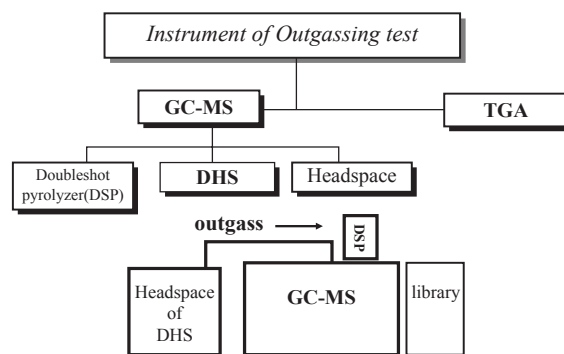 Instrument of Outgassing test
GC-MS
TGA
Doubleshot
pyrolyzer(DSP)
DHS
Headspace
outgass
DSP
Headspace
of
DHS
GC-MS
library